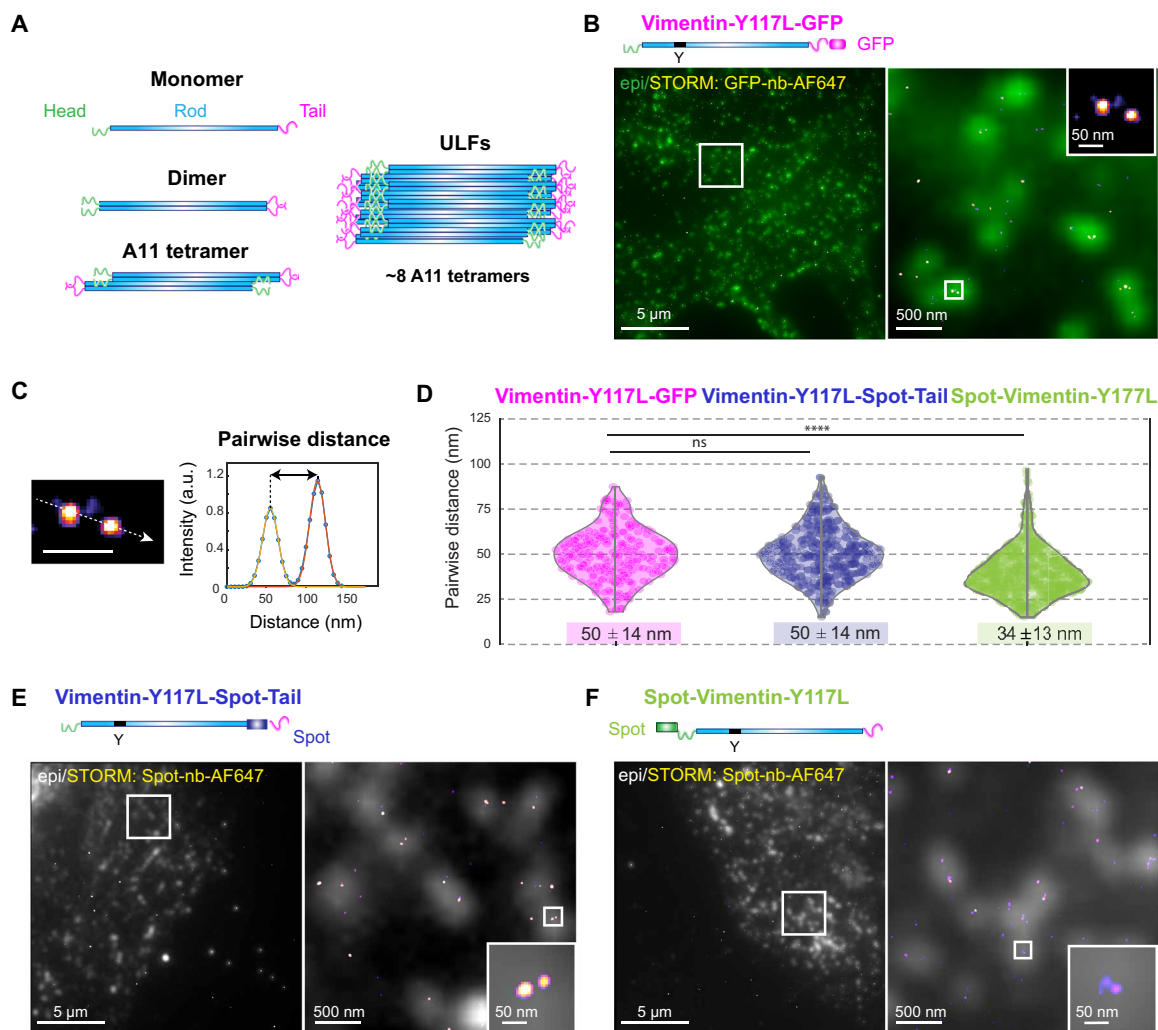 A
Monomer
Head
Rod
Tail
Dimer
A11 tetramer
ULFs
~8 A11 tetramers
B
Vimentin-Y117L-GFP
GFP
Y
epi/STORM: GFP-nb-AF647
5 µm
500 nm
50 nm
C
Pairwise distance
Intensity (a.u.)
1.2
0.8
0.4
0
0 50 100 150
Distance (nm)
D
Vimentin-Y117L-GFP Vimentin-Y117L-Spot-Tail Spot-Vimentin-Y177L
Pairwise distance (nm)
125
100
75
50
25
0
****
ns
50 ± 14 nm
50 ± 14 nm
34 ±13 nm
E
Vimentin-Y117L-Spot-Tail
Y
Spot
epi/STORM: Spot-nb-AF647
5 µm
500 nm
50 nm
F
Spot-Vimentin-Y117L
Spot
Y
epi/STORM: Spot-nb-AF647
5 µm
500 nm
50 nm